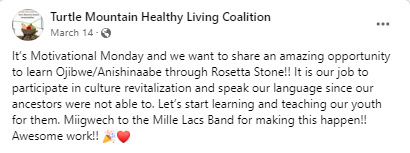 Turtle Mountain Healthy Living Coalition
March 14 ·
It's Motivational Monday and we want to share an amazing opportunity
to learn Ojibwe/Anishinaabe through Rosetta Stone!! It is our job to
participate in culture revitalization and speak our language since our
ancestors were not able to. Let's start learning and teaching our youth
for them. Miigwech to the Mille Lacs Band for making this happen!!
Awesome work!! 🎉❤️